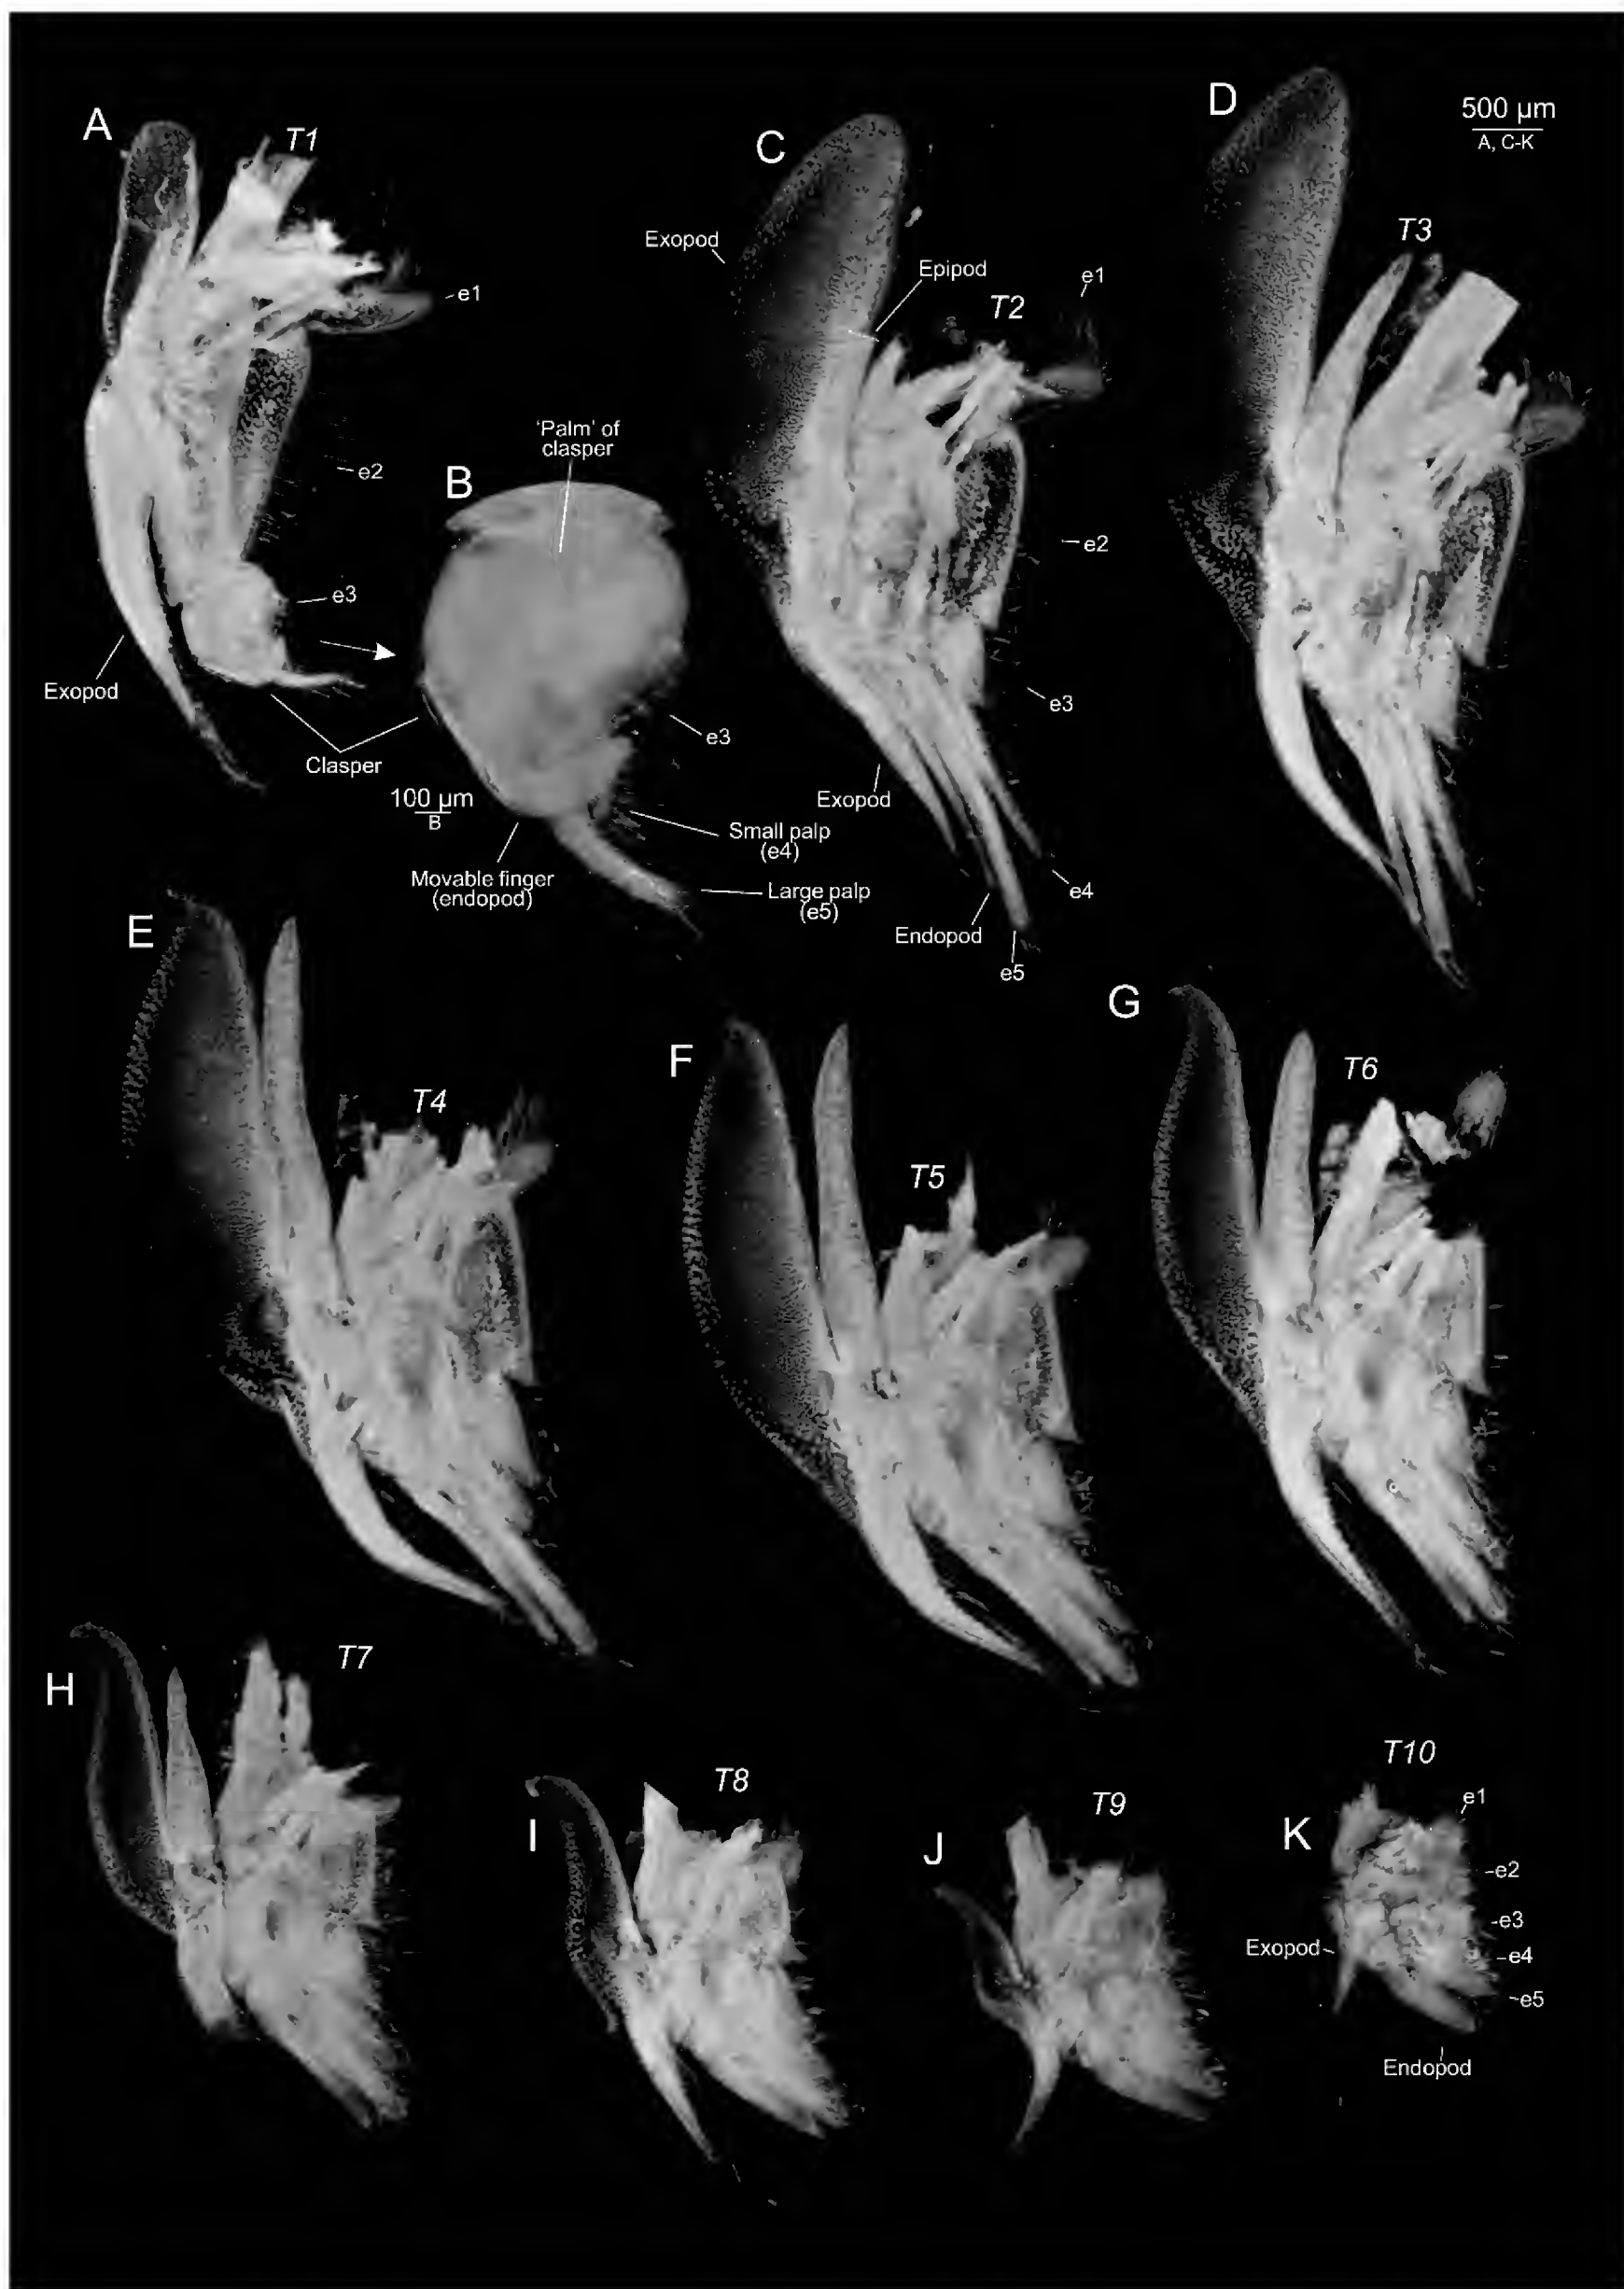 A
T1
e1
e2
e3
Exopod
Clasper
B
'Palm' of
clasper
e3
100 µm
B
Small palp
(e4)
Large palp
(e5)
Movable finger
(endopod)
C
Exopod
Epipod
T2
e1
e2
e3
Exopod
e4
Endopod
e5
D
500 µm
A, C-K
T3
E
T4
F
T5
G
T6
H
T7
I
T8
J
T9
K
T10
e1
e2
e3
Exopod
e4
e5
Endopod